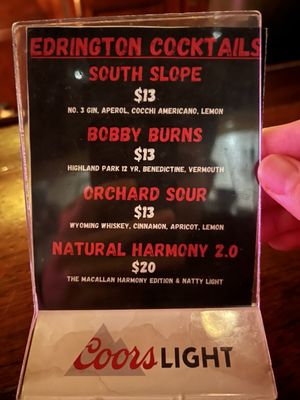 EDRINGTON COCKTAILS
SOUTH SLOPE
$13
NO. 3 GIN, APEROL, COCCHI AMERICANO, LEMON
BOBBY BURNS
$13
HIGHLAND PARK 12 YR, BENEDICTINE, VERMOUTH
ORCHARD SOUR
$13
WYOMING WHISKEY, CINNAMON, APRICOT, LEMON
NATURAL HARMONY 2.0
$20
THE MACALLAN HARMONY EDITION & NATTY LIGHT
Coors LIGHT